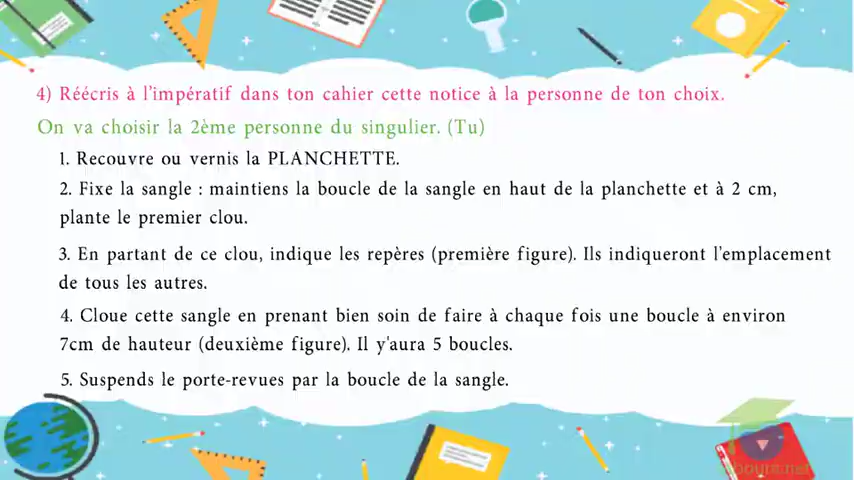 4) Réécris à l'impératif dans ton cahier cette notice à la personne de ton choix.
On va choisir la 2ème personne du singulier. (Tu)
1. Recouvre ou vernis la PLANCHETTE.
2. Fixe la sangle : maintiens la boucle de la sangle en haut de la planchette et à 2 cm,
plante le premier clou.
3. En partant de ce clou, indique les repères (première figure). Ils indiqueront l'emplacement
de tous les autres.
4. Cloue cette sangle en prenant bien soin de faire à chaque fois une boucle à environ
7cm de hauteur (deuxième figure). Il y'aura 5 boucles.
5. Suspends le porte-revues par la boucle de la sangle.